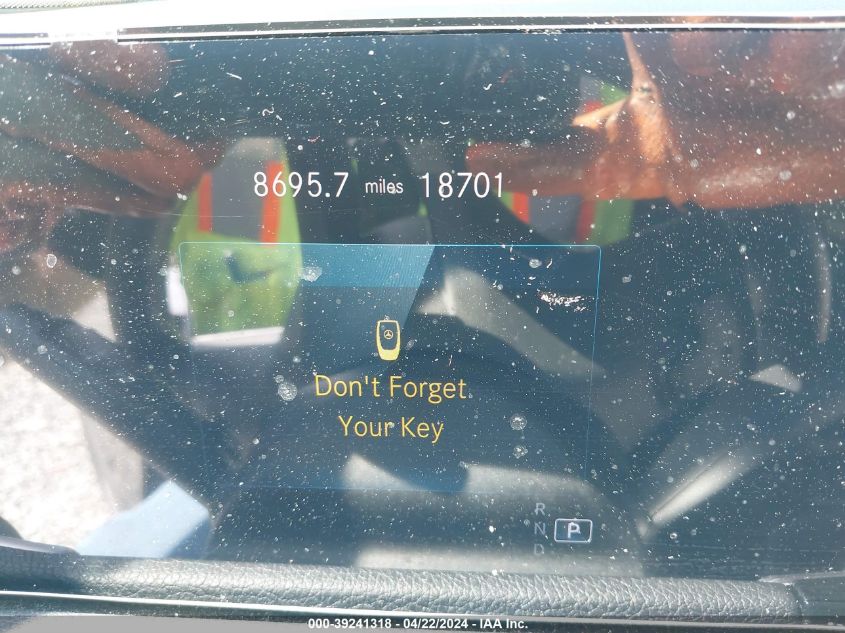 8695.7 miles 18701
Don't Forget
Your Key
R
N P
D
000-39241318 - 04/22/2024 - IAA Inc.